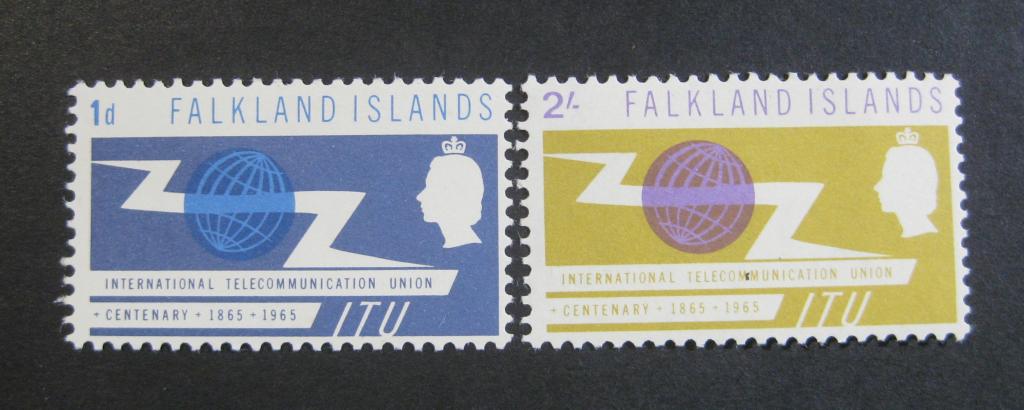 1d FALKLAND ISLANDS
INTERNATIONAL TELECOMMUNICATION UNION
+ CENTENARY + 1865 + 1965 ITU
2/- FALKLAND ISLANDS
INTERNATIONAL TELECOMMUNICATION UNION
+ CENTENARY + 1865 + 1965 ITU